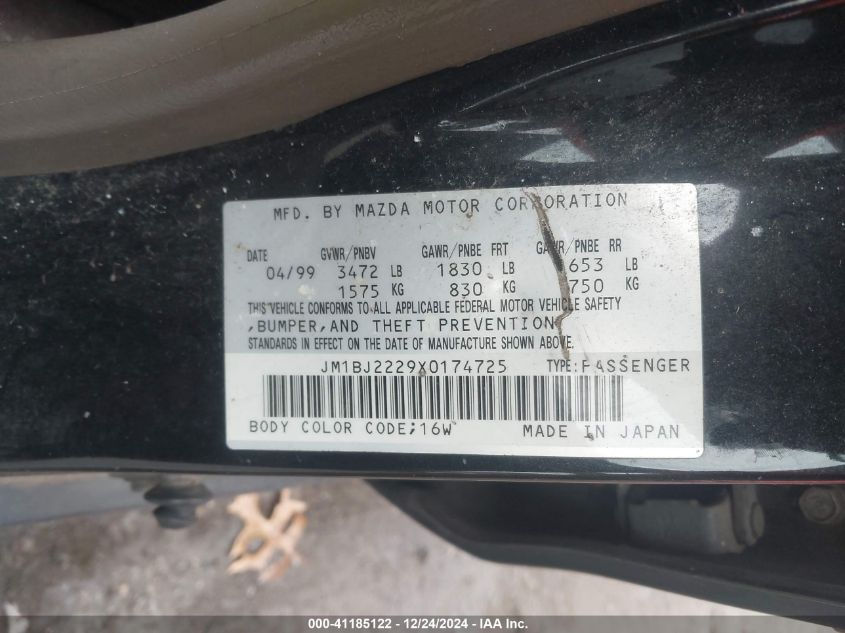 MFD. BY MAZDA MOTOR CORPORATION
DATE GVWR/PNBV GAWR/PNBE FRT GAWR/PNBE RR
04/99 3472 LB 1830 LB 1653 LB
1575 KG 830 KG 750 KG
THIS VEHICLE CONFORMS TO ALL APPLICABLE FEDERAL MOTOR VEHICLE SAFETY
,BUMPER,AND THEFT PREVENTION
STANDARDS IN EFFECT ON THE DATE OF MANUFACTURE SHOWN ABOVE.
JM1BJ2229X0174725 TYPE:PASSENGER
BODY COLOR CODE;16W MADE IN JAPAN
000-41185122 - 12/24/2024 - IAA Inc.